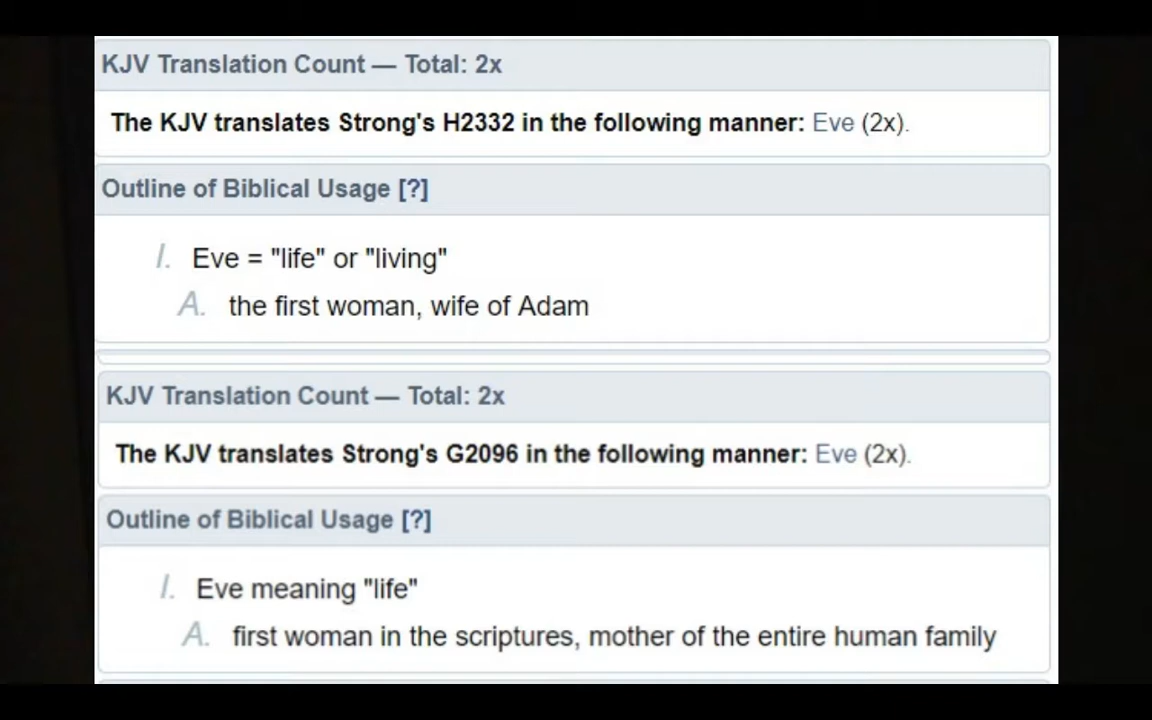 KJV Translation Count — Total: 2x
The KJV translates Strong's H2332 in the following manner: Eve (2x).
Outline of Biblical Usage [?]
I. Eve = "life" or "living"
A. the first woman, wife of Adam
KJV Translation Count — Total: 2x
The KJV translates Strong's G2096 in the following manner: Eve (2x).
Outline of Biblical Usage [?]
I. Eve meaning "life"
A. first woman in the scriptures, mother of the entire human family